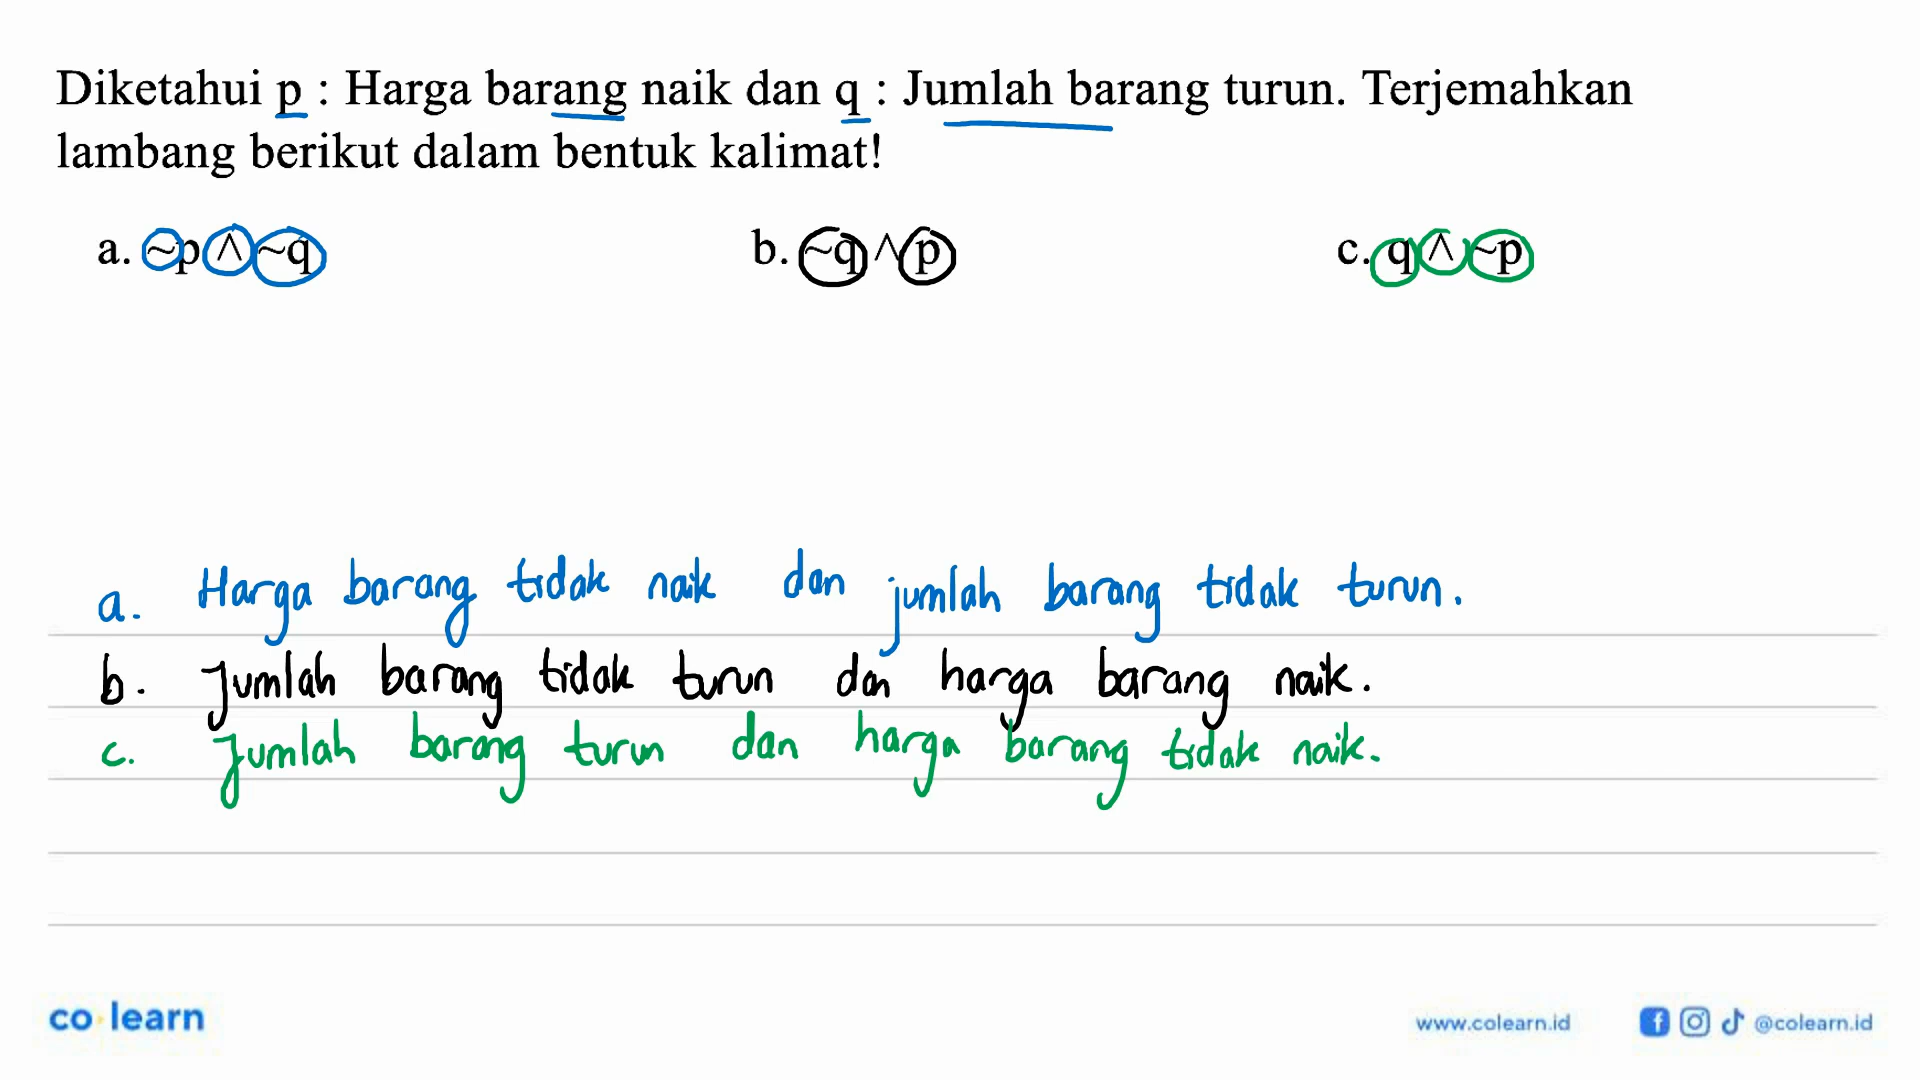 Diketahui p : Harga barang naik dan q : Jumlah barang turun. Terjemahkan
lambang berikut dalam bentuk kalimat!
a. ~p ∧ ~q b. ~q ∧ p c. q ∧ ~p
a. Harga barang tidak naik dan jumlah barang tidak turun.
b. Jumlah barang tidak turun dan harga barang naik.
c. Jumlah barang turun dan harga barang tidak naik.
co·learn www.colearn.id @colearn.id